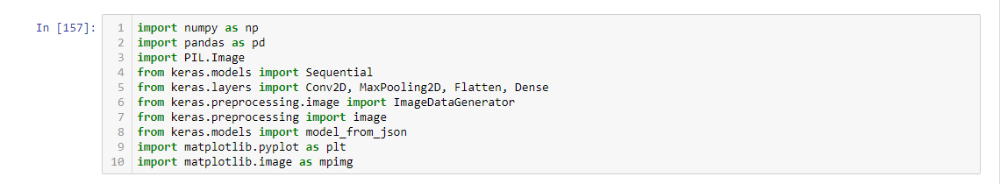 In [157]:
1 import numpy as np
2 import pandas as pd
3 import PIL.Image
4 from keras.models import Sequential
5 from keras.layers import Conv2D, MaxPooling2D, Flatten, Dense
6 from keras.preprocessing.image import ImageDataGenerator
7 from keras.preprocessing import image
8 from keras.models import model_from_json
9 import matplotlib.pyplot as plt
10 import matplotlib.image as mpimg